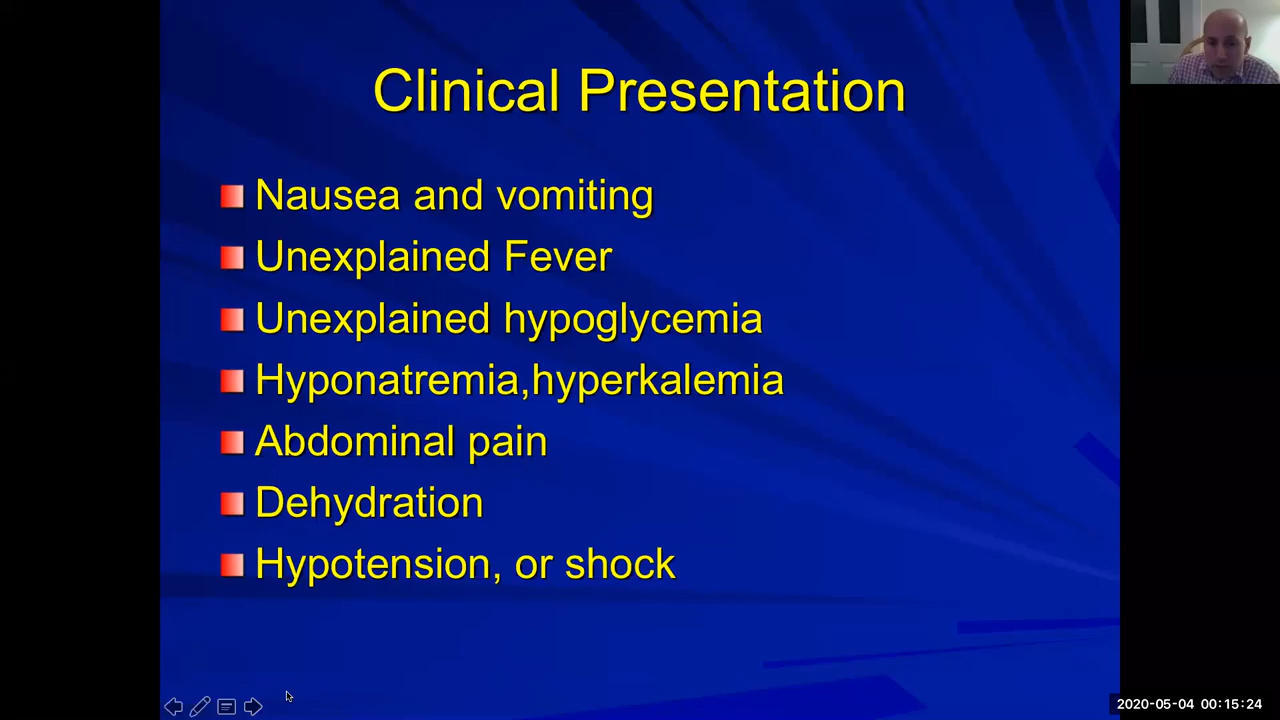 Clinical Presentation
Nausea and vomiting
Unexplained Fever
Unexplained hypoglycemia
Hyponatremia,hyperkalemia
Abdominal pain
Dehydration
Hypotension, or shock
2020-05-04 00:15:24